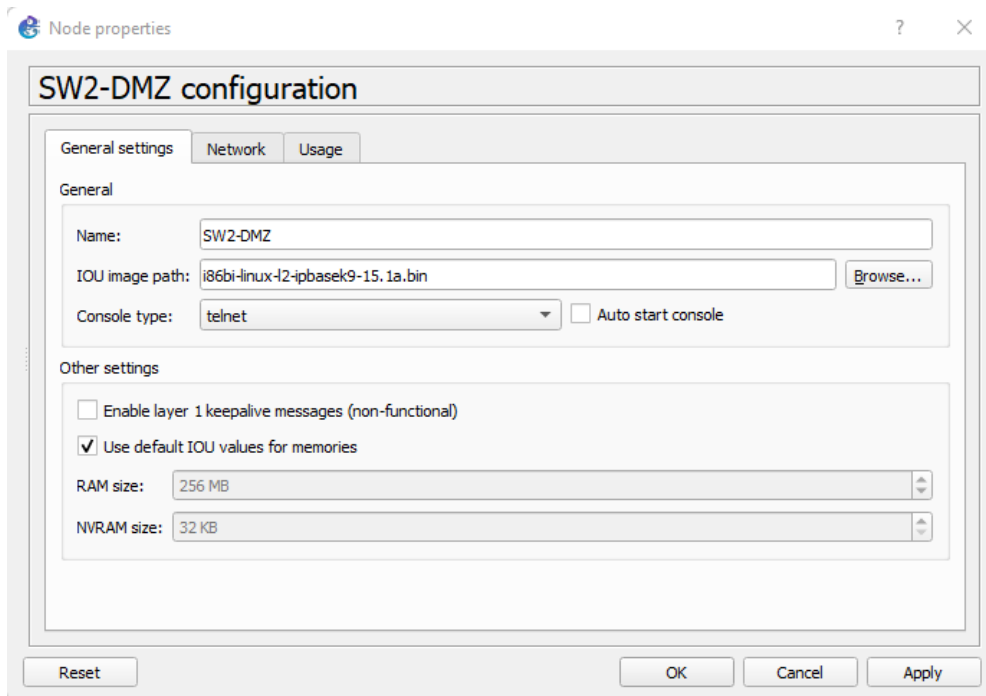 Node properties ? ×
SW2-DMZ configuration
General settings Network Usage
General
Name: SW2-DMZ
IOU image path: i86bi-linux-l2-ipbasek9-15.1a.bin Browse...
Console type: telnet Auto start console
Other settings
Enable layer 1 keepalive messages (non-functional)
Use default IOU values for memories
RAM size: 256 MB
NVRAM size: 32 KB
Reset OK Cancel Apply